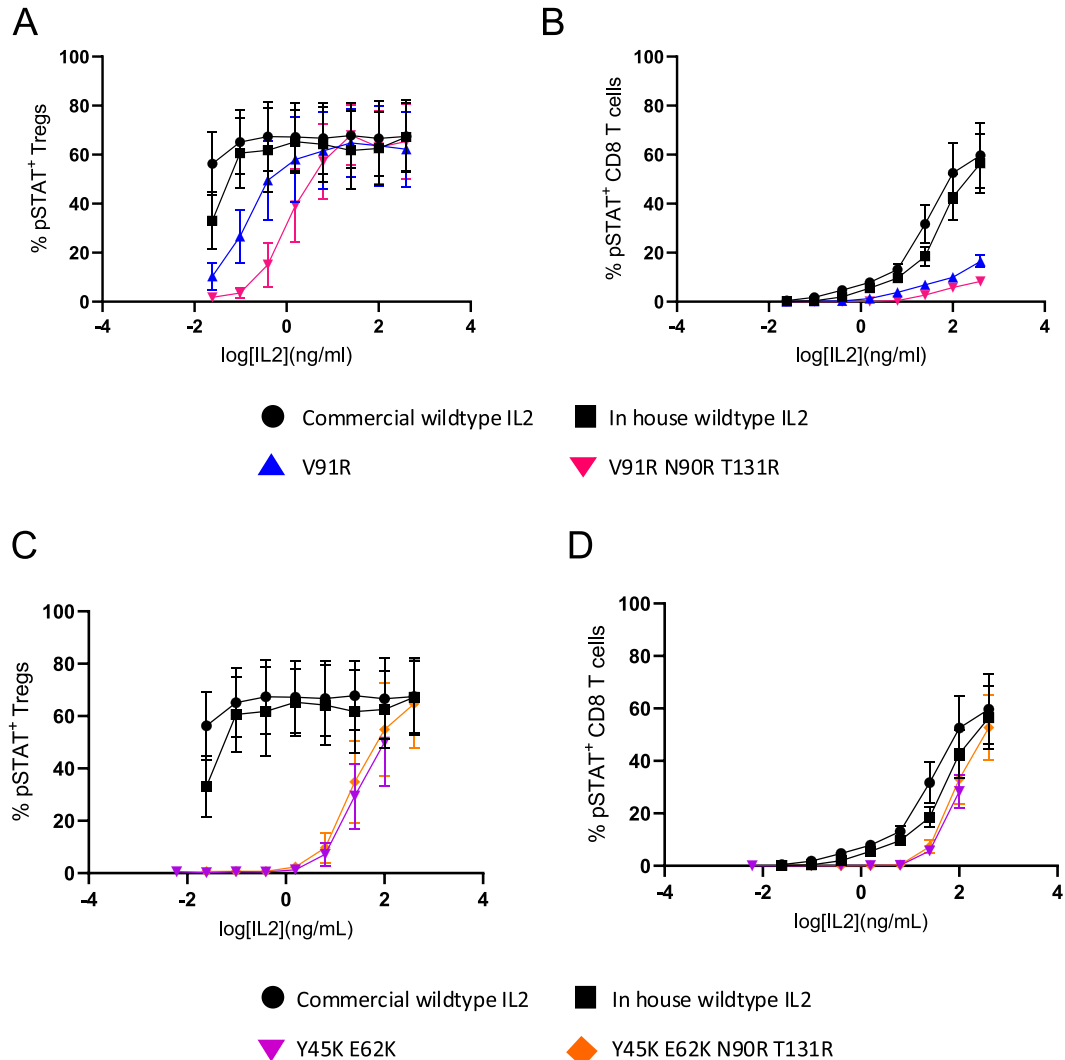 A
B
100
80
60
40
20
0
% pSTAT⁺ Tregs
-4
-2
0
2
4
log[IL2](ng/ml)
100
80
60
40
20
0
% pSTAT⁺ CD8 T cells
-4
-2
0
2
4
log[IL2](ng/ml)
Commercial wildtype IL2
In house wildtype IL2
V91R
V91R N90R T131R
C
D
100
80
60
40
20
0
% pSTAT⁺ Tregs
-4
-2
0
2
4
log[IL2](ng/mL)
100
80
60
40
20
0
% pSTAT⁺ CD8 T cells
-4
-2
0
2
4
log[IL2](ng/mL)
Commercial wildtype IL2
In house wildtype IL2
Y45K E62K
Y45K E62K N90R T131R